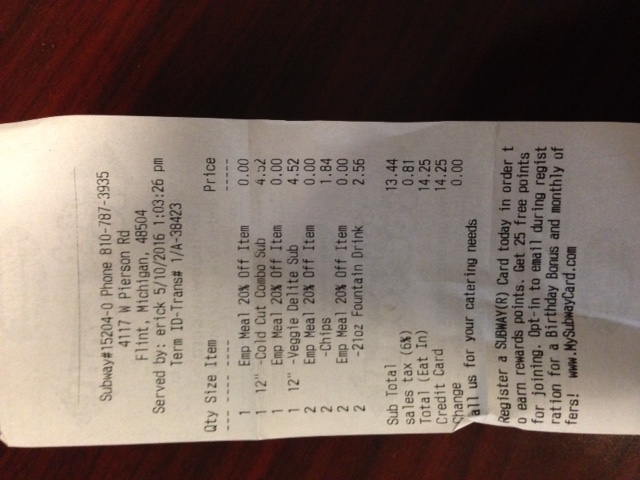 Subway#15204-0 Phone 810-787-3935
4117 W Pierson Rd
Flint, Michigan, 48504
Served by: erick 5/10/2016 1:03:26 pm
Term ID-Trans# 1/A-38423
Qty Size Item Price
--- ---- ---- -----
1 Emp Meal 20% Off Item 0.00
1 12" -Cold Cut Combo Sub 4.52
1 Emp Meal 20% Off Item 0.00
1 12" -Veggie Delite Sub 4.52
2 Emp Meal 20% Off Item 0.00
2 -Chips 1.84
2 Emp Meal 20% Off Item 0.00
2 -21oz Fountain Drink 2.56
Sub Total 13.44
sales tax (6%) 0.81
Total (Eat In) 14.25
Credit Card 14.25
Change 0.00
all us for your catering needs
Register a SUBWAY(R) Card today in order t
o earn rewards points. Get 25 free points
for joining. Opt-in to email during regist
ration for a Birthday Bonus and monthly of
fers! www.MySubwayCard.com